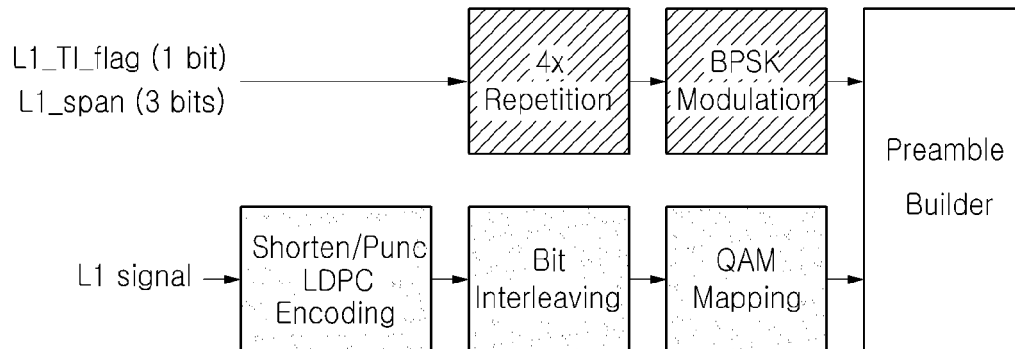 L1_TI_flag (1 bit)
L1_span (3 bits)
4x
Repetition
BPSK
Modulation
Preamble
Builder
L1 signal
Shorten/Punc
LDPC
Encoding
Bit
Interleaving
QAM
Mapping